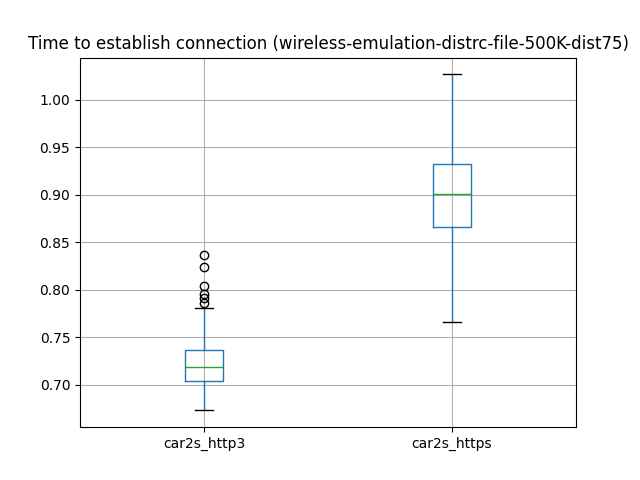 Time to establish connection (wireless-emulation-distrc-file-500K-dist75)
1.00
0.95
0.90
0.85
0.80
0.75
0.70
car2s_http3
car2s_https